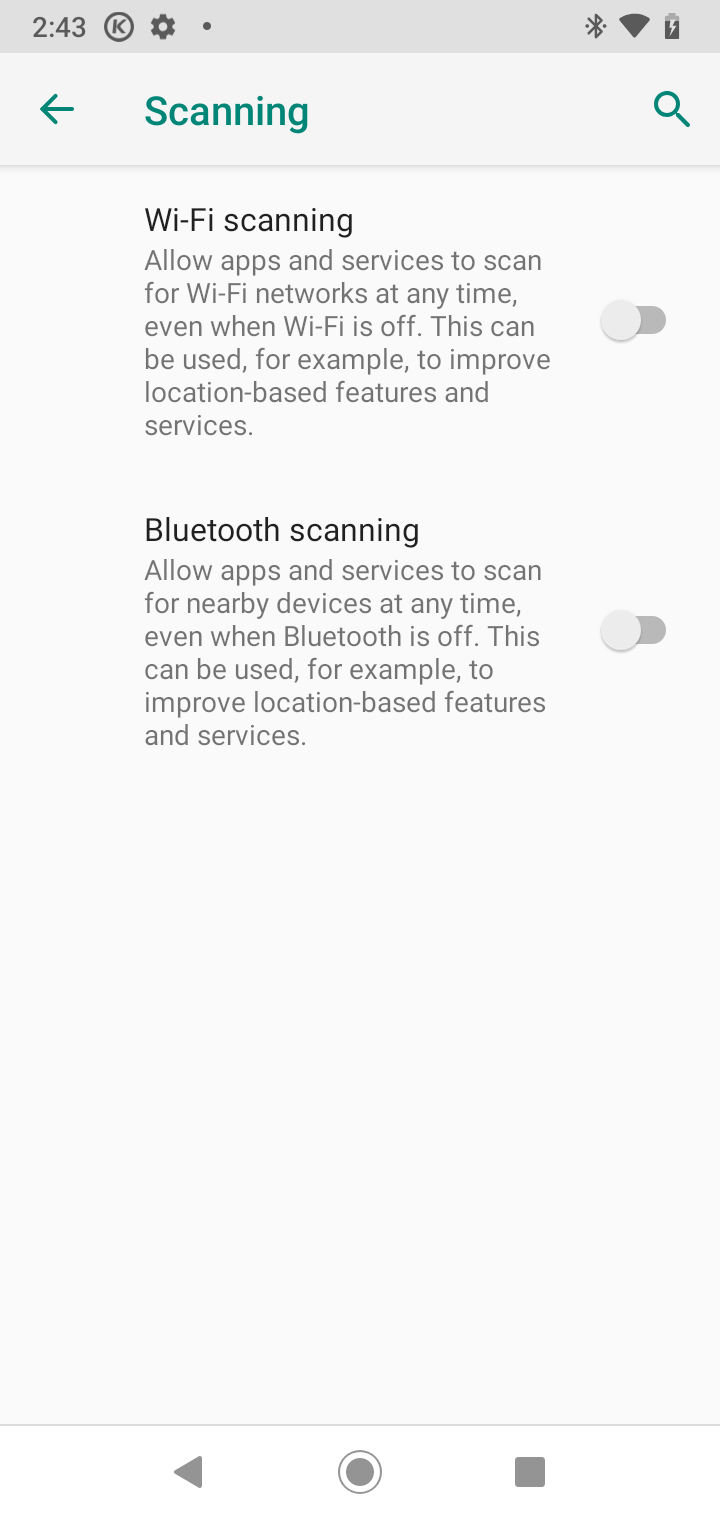 2:43
Scanning
Wi-Fi scanning
Allow apps and services to scan
for Wi-Fi networks at any time,
even when Wi-Fi is off. This can
be used, for example, to improve
location-based features and
services.
Bluetooth scanning
Allow apps and services to scan
for nearby devices at any time,
even when Bluetooth is off. This
can be used, for example, to
improve location-based features
and services.